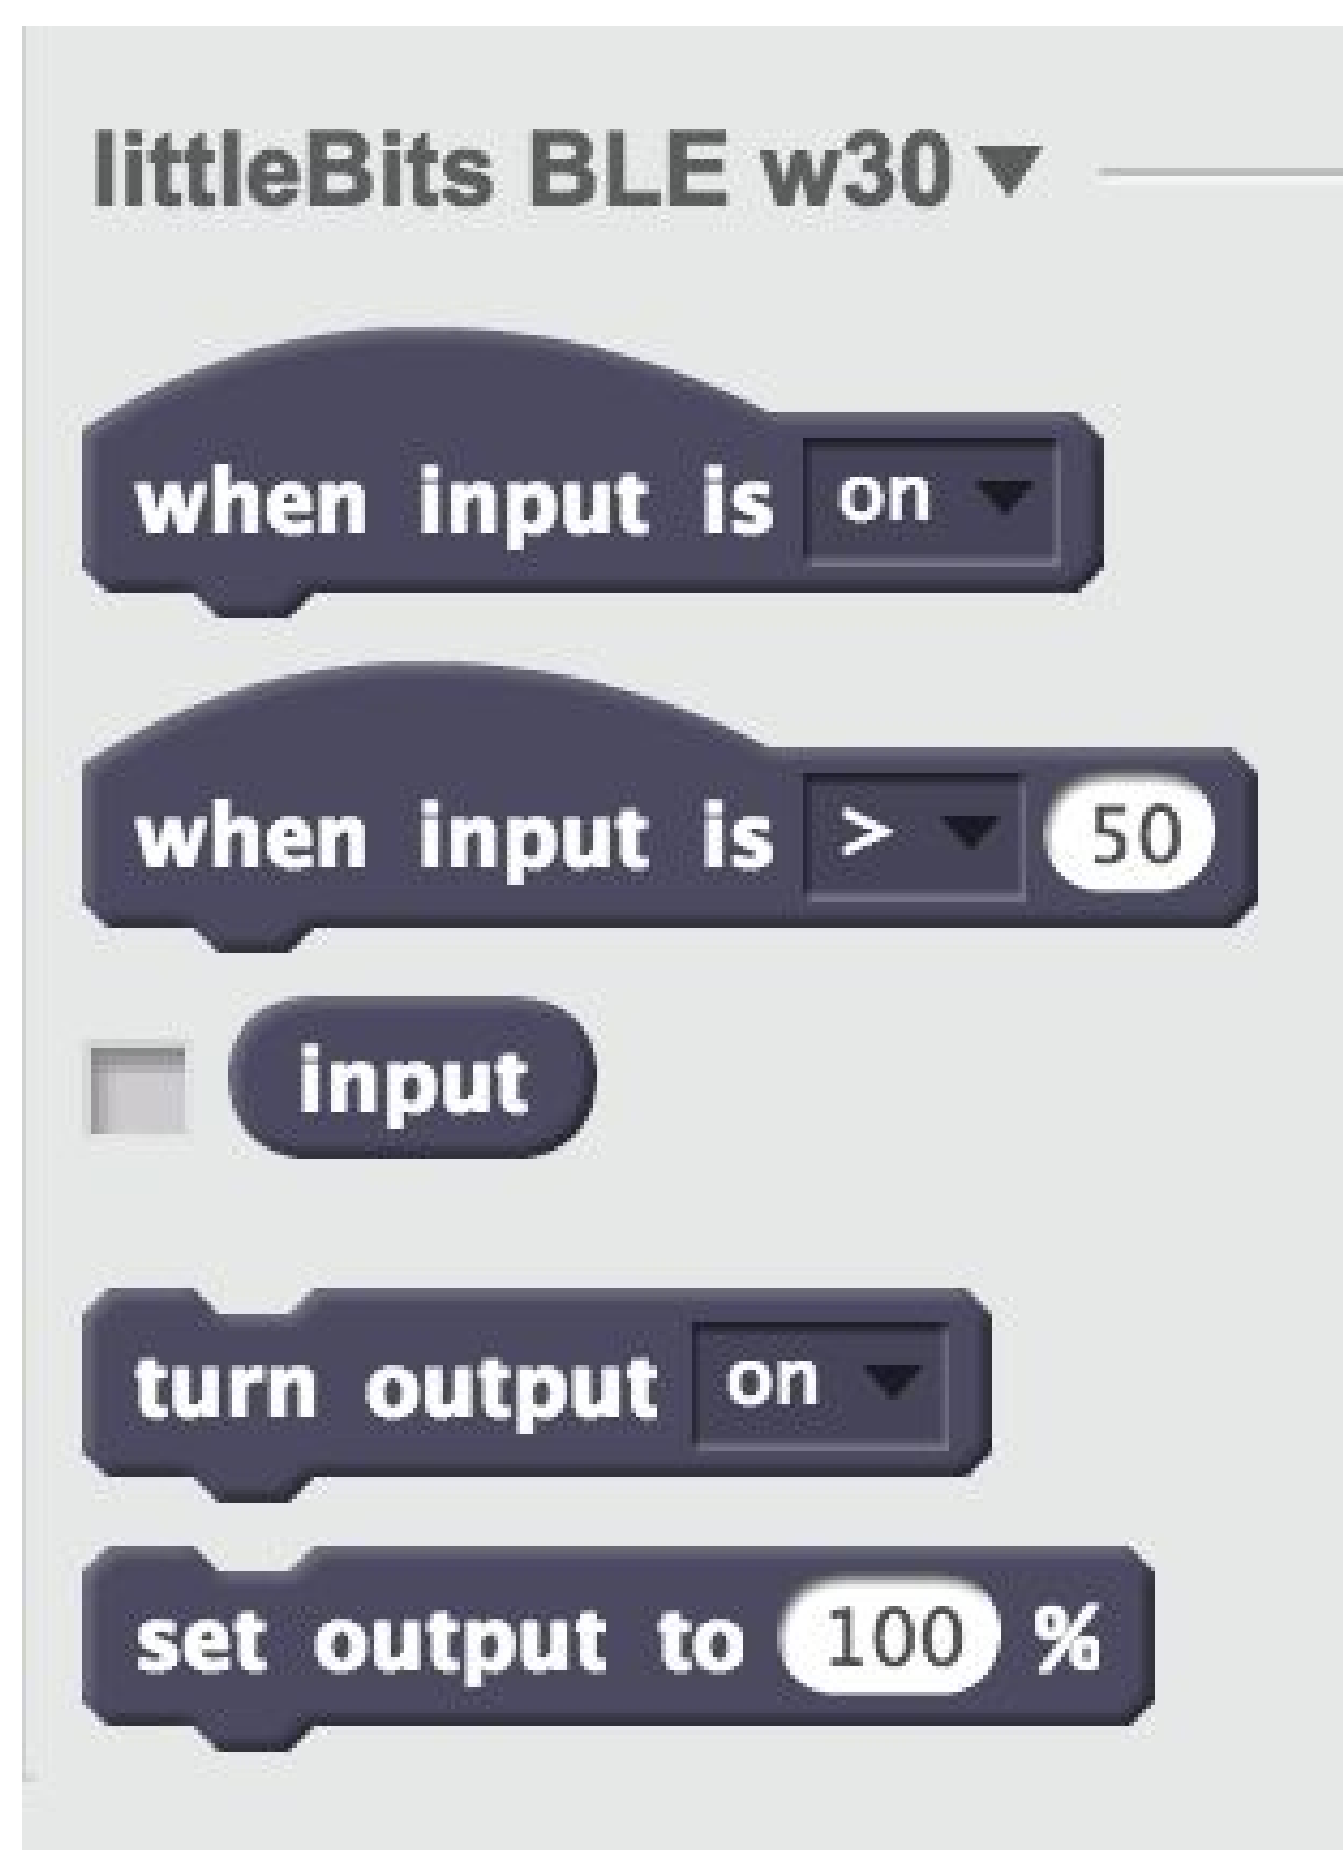 littleBits BLE w30
when input is on
when input is > 50
input
turn output on
set output to 100 %